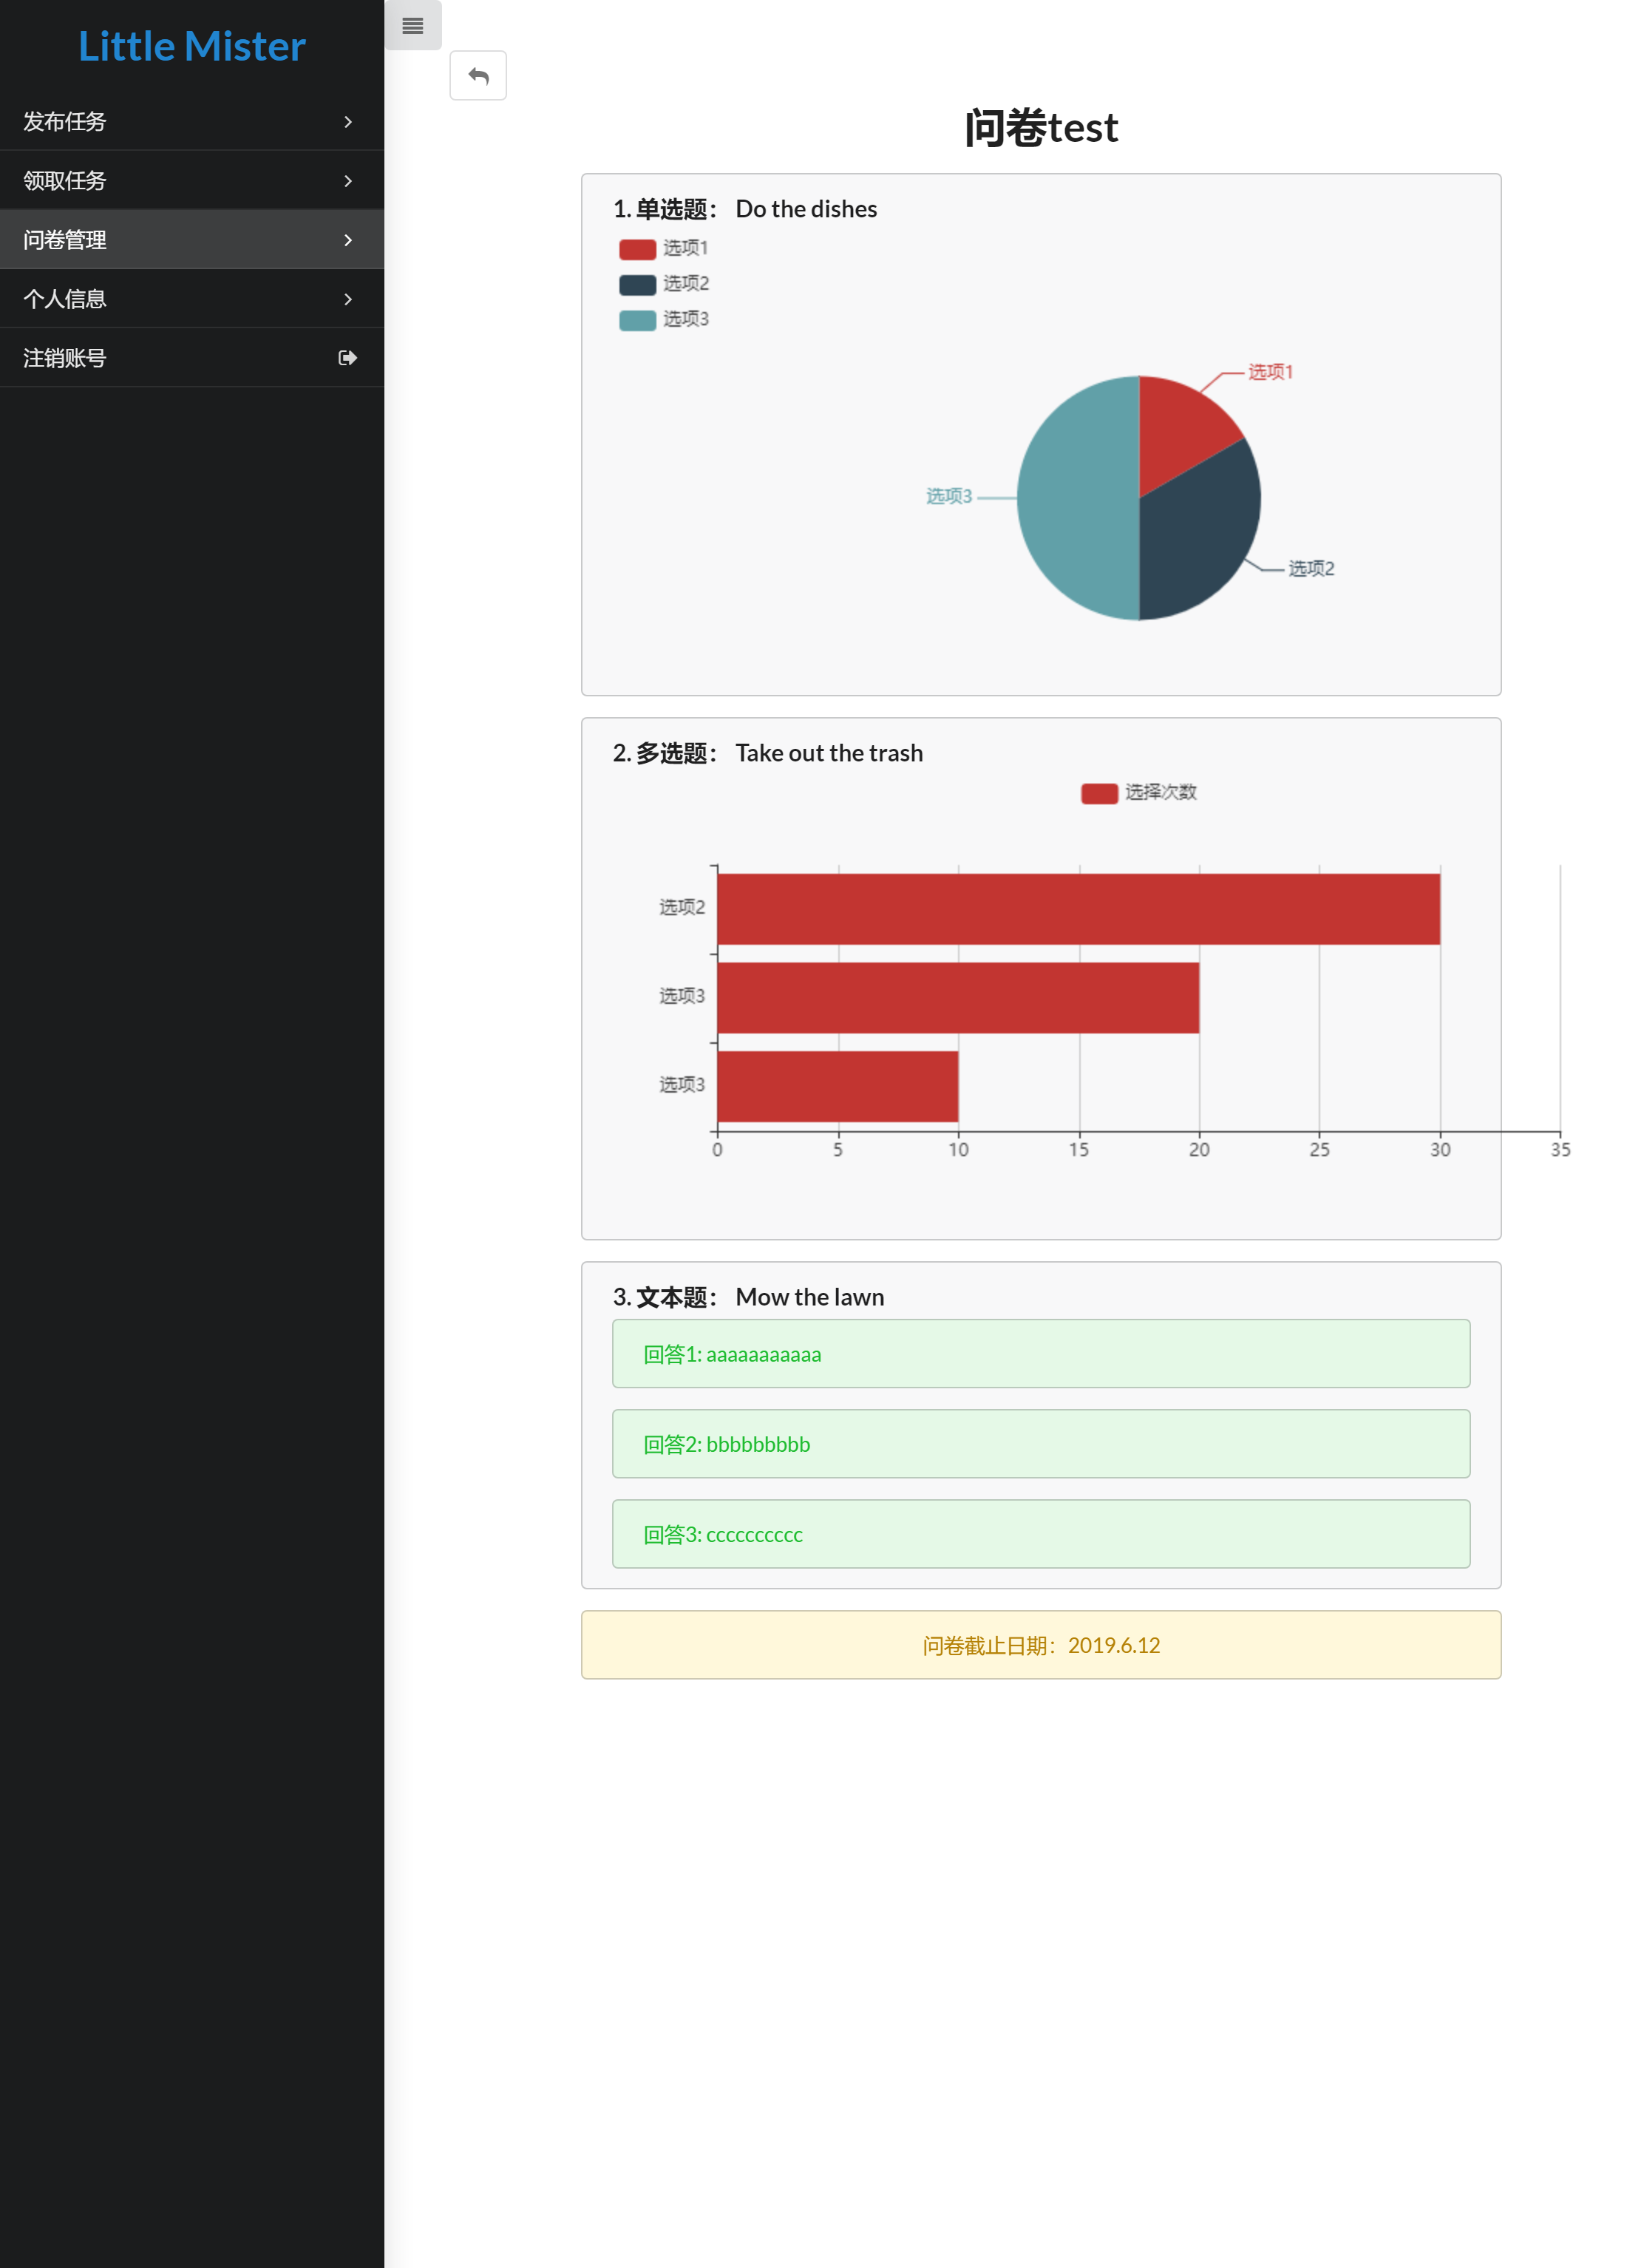 Little Mister
发布任务
领取任务
问卷管理
个人信息
注销账号
问卷test
1. 单选题： Do the dishes
选项1
选项2
选项3
选项1
选项3
选项2
2. 多选题： Take out the trash
选择次数
选项2
选项3
选项3
0 5 10 15 20 25 30 35
3. 文本题： Mow the lawn
回答1: aaaaaaaaaaa
回答2: bbbbbbbbb
回答3: cccccccccc
问卷截止日期：2019.6.12